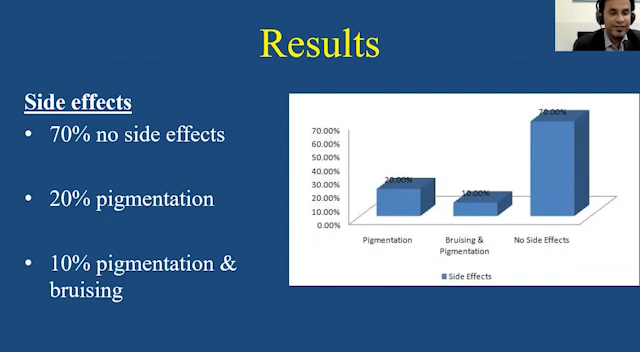 Results
Side effects
• 70% no side effects
• 20% pigmentation
• 10% pigmentation &
bruising
70.00%
60.00%
50.00%
40.00%
30.00%
20.00%
10.00%
0.00%
20.00%
10.00%
70.00%
Pigmentation
Bruising &
Pigmentation
No Side Effects
Side Effects